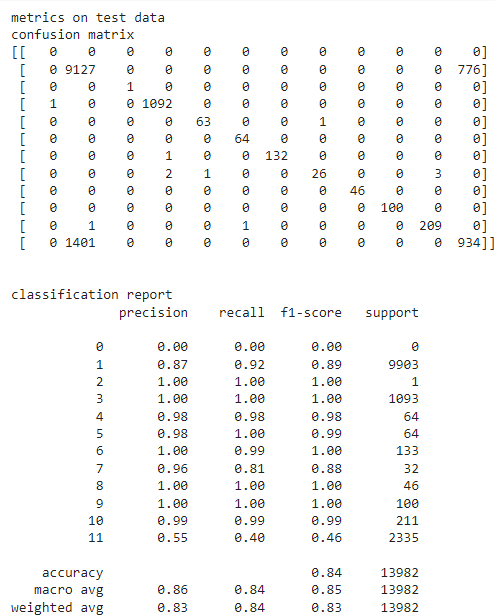 metrics on test data
confusion matrix
[[ 0 0 0 0 0 0 0 0 0 0 0 0]
[ 0 9127 0 0 0 0 0 0 0 0 0 776]
[ 0 0 1 0 0 0 0 0 0 0 0 0]
[ 1 0 0 1092 0 0 0 0 0 0 0 0]
[ 0 0 0 0 63 0 0 1 0 0 0 0]
[ 0 0 0 0 0 64 0 0 0 0 0 0]
[ 0 0 0 1 0 0 132 0 0 0 0 0]
[ 0 0 0 2 1 0 0 26 0 0 3 0]
[ 0 0 0 0 0 0 0 0 46 0 0 0]
[ 0 0 0 0 0 0 0 0 0 100 0 0]
[ 0 1 0 0 0 1 0 0 0 0 209 0]
[ 0 1401 0 0 0 0 0 0 0 0 0 934]]
classification report
precision recall f1-score support
0 0.00 0.00 0.00 0
1 0.87 0.92 0.89 9903
2 1.00 1.00 1.00 1
3 1.00 1.00 1.00 1093
4 0.98 0.98 0.98 64
5 0.98 1.00 0.99 64
6 1.00 0.99 1.00 133
7 0.96 0.81 0.88 32
8 1.00 1.00 1.00 46
9 1.00 1.00 1.00 100
10 0.99 0.99 0.99 211
11 0.55 0.40 0.46 2335
accuracy 0.84 13982
macro avg 0.86 0.84 0.85 13982
weighted avg 0.83 0.84 0.83 13982